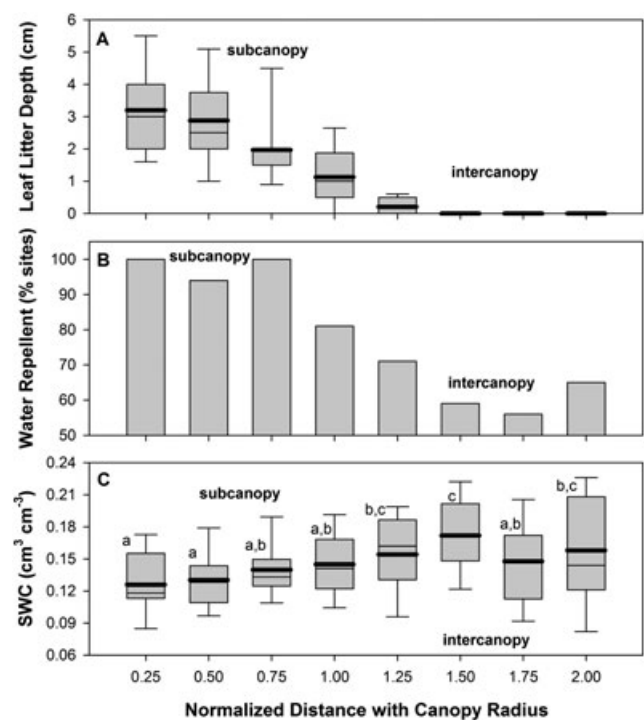 A
subcanopy
intercanopy
Leaf Litter Depth (cm)
6
5
4
3
2
1
0
B
subcanopy
intercanopy
Water Repellent (% sites)
100
90
80
70
60
50
C
subcanopy
intercanopy
SWC (cm³ cm⁻³)
0.24
0.21
0.18
0.15
0.12
0.09
0.06
a
a
a,b
a,b
b,c
c
a,b
b,c
0.25 0.50 0.75 1.00 1.25 1.50 1.75 2.00
Normalized Distance with Canopy Radius